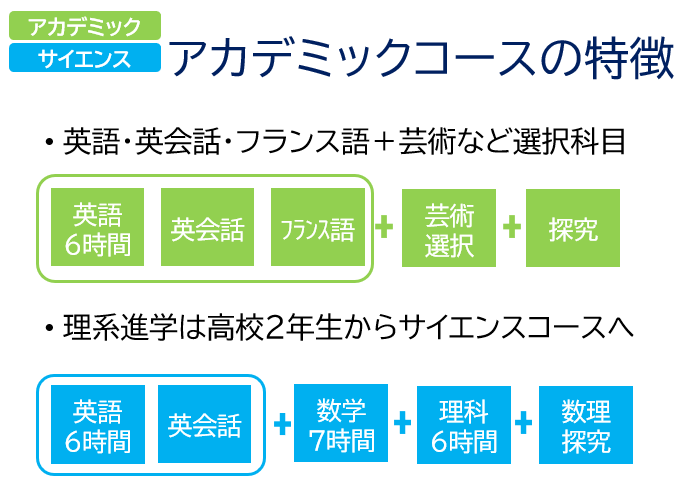 アカデミック
サイエンス
アカデミックコースの特徴
• 英語・英会話・フランス語＋芸術など選択科目
英語
6時間
英会話
フランス語
+
芸術
選択
+
探究
• 理系進学は高校2年生からサイエンスコースへ
英語
6時間
英会話
+
数学
7時間
+
理科
6時間
+
数理
探究